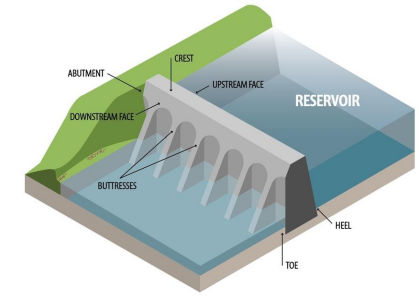 CREST
ABUTMENT
UPSTREAM FACE
RESERVOIR
DOWNSTREAM FACE
BUTTRESSES
HEEL
TOE